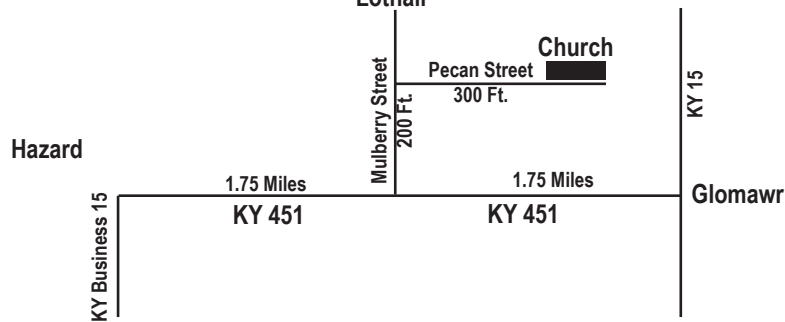 Lothair
Church
Pecan Street
300 Ft.
Mulberry Street
200 Ft.
KY 15
Hazard
1.75 Miles
1.75 Miles
Glomawr
KY 451
KY 451
KY Business 15